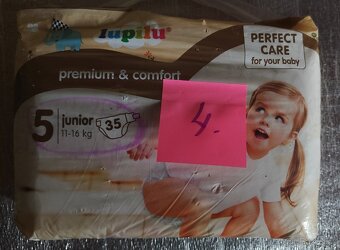 lupilu
PERFECT
CARE
for your baby
premium & comfort
5 junior
11-16 kg
35
4.